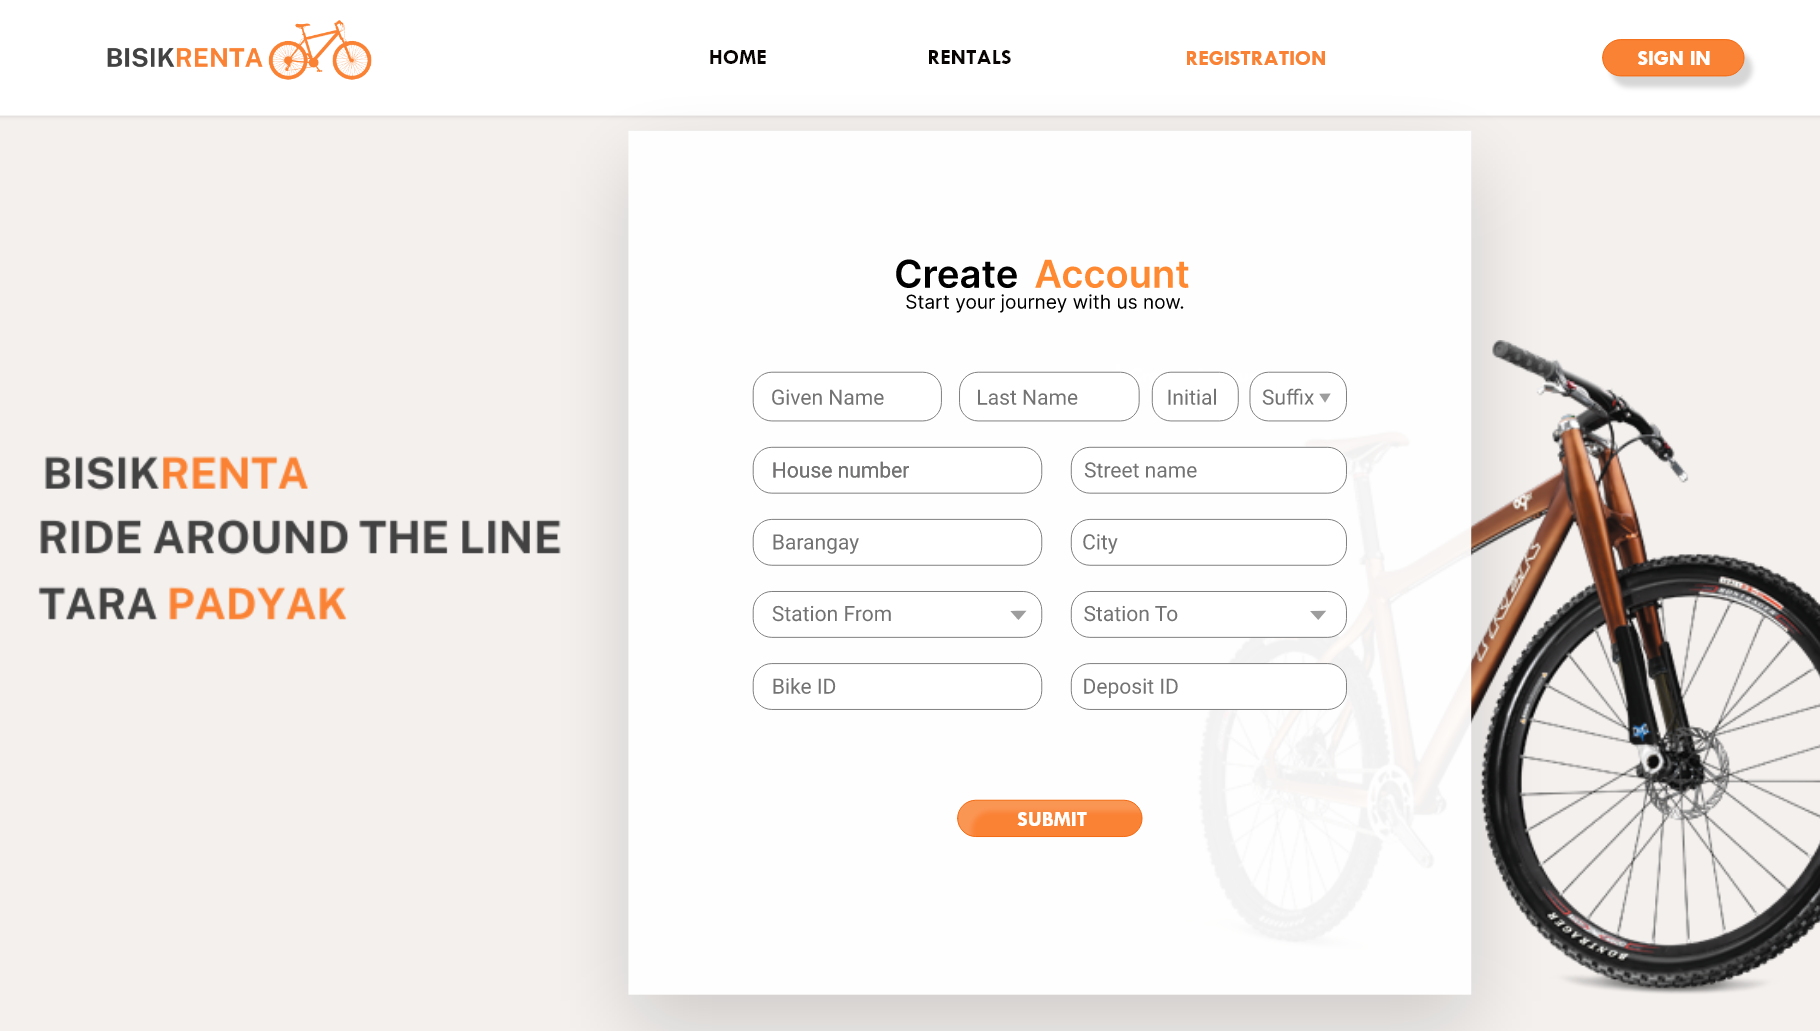 BISIKRENTA
HOME
RENTALS
REGISTRATION
SIGN IN
BISIKRENTA
RIDE AROUND THE LINE
TARA PADYAK
Create Account
Start your journey with us now.
Given Name
Last Name
Initial
Suffix
House number
Street name
Barangay
City
Station From
Station To
Bike ID
Deposit ID
SUBMIT
BONTRAGER
BONTRAGER